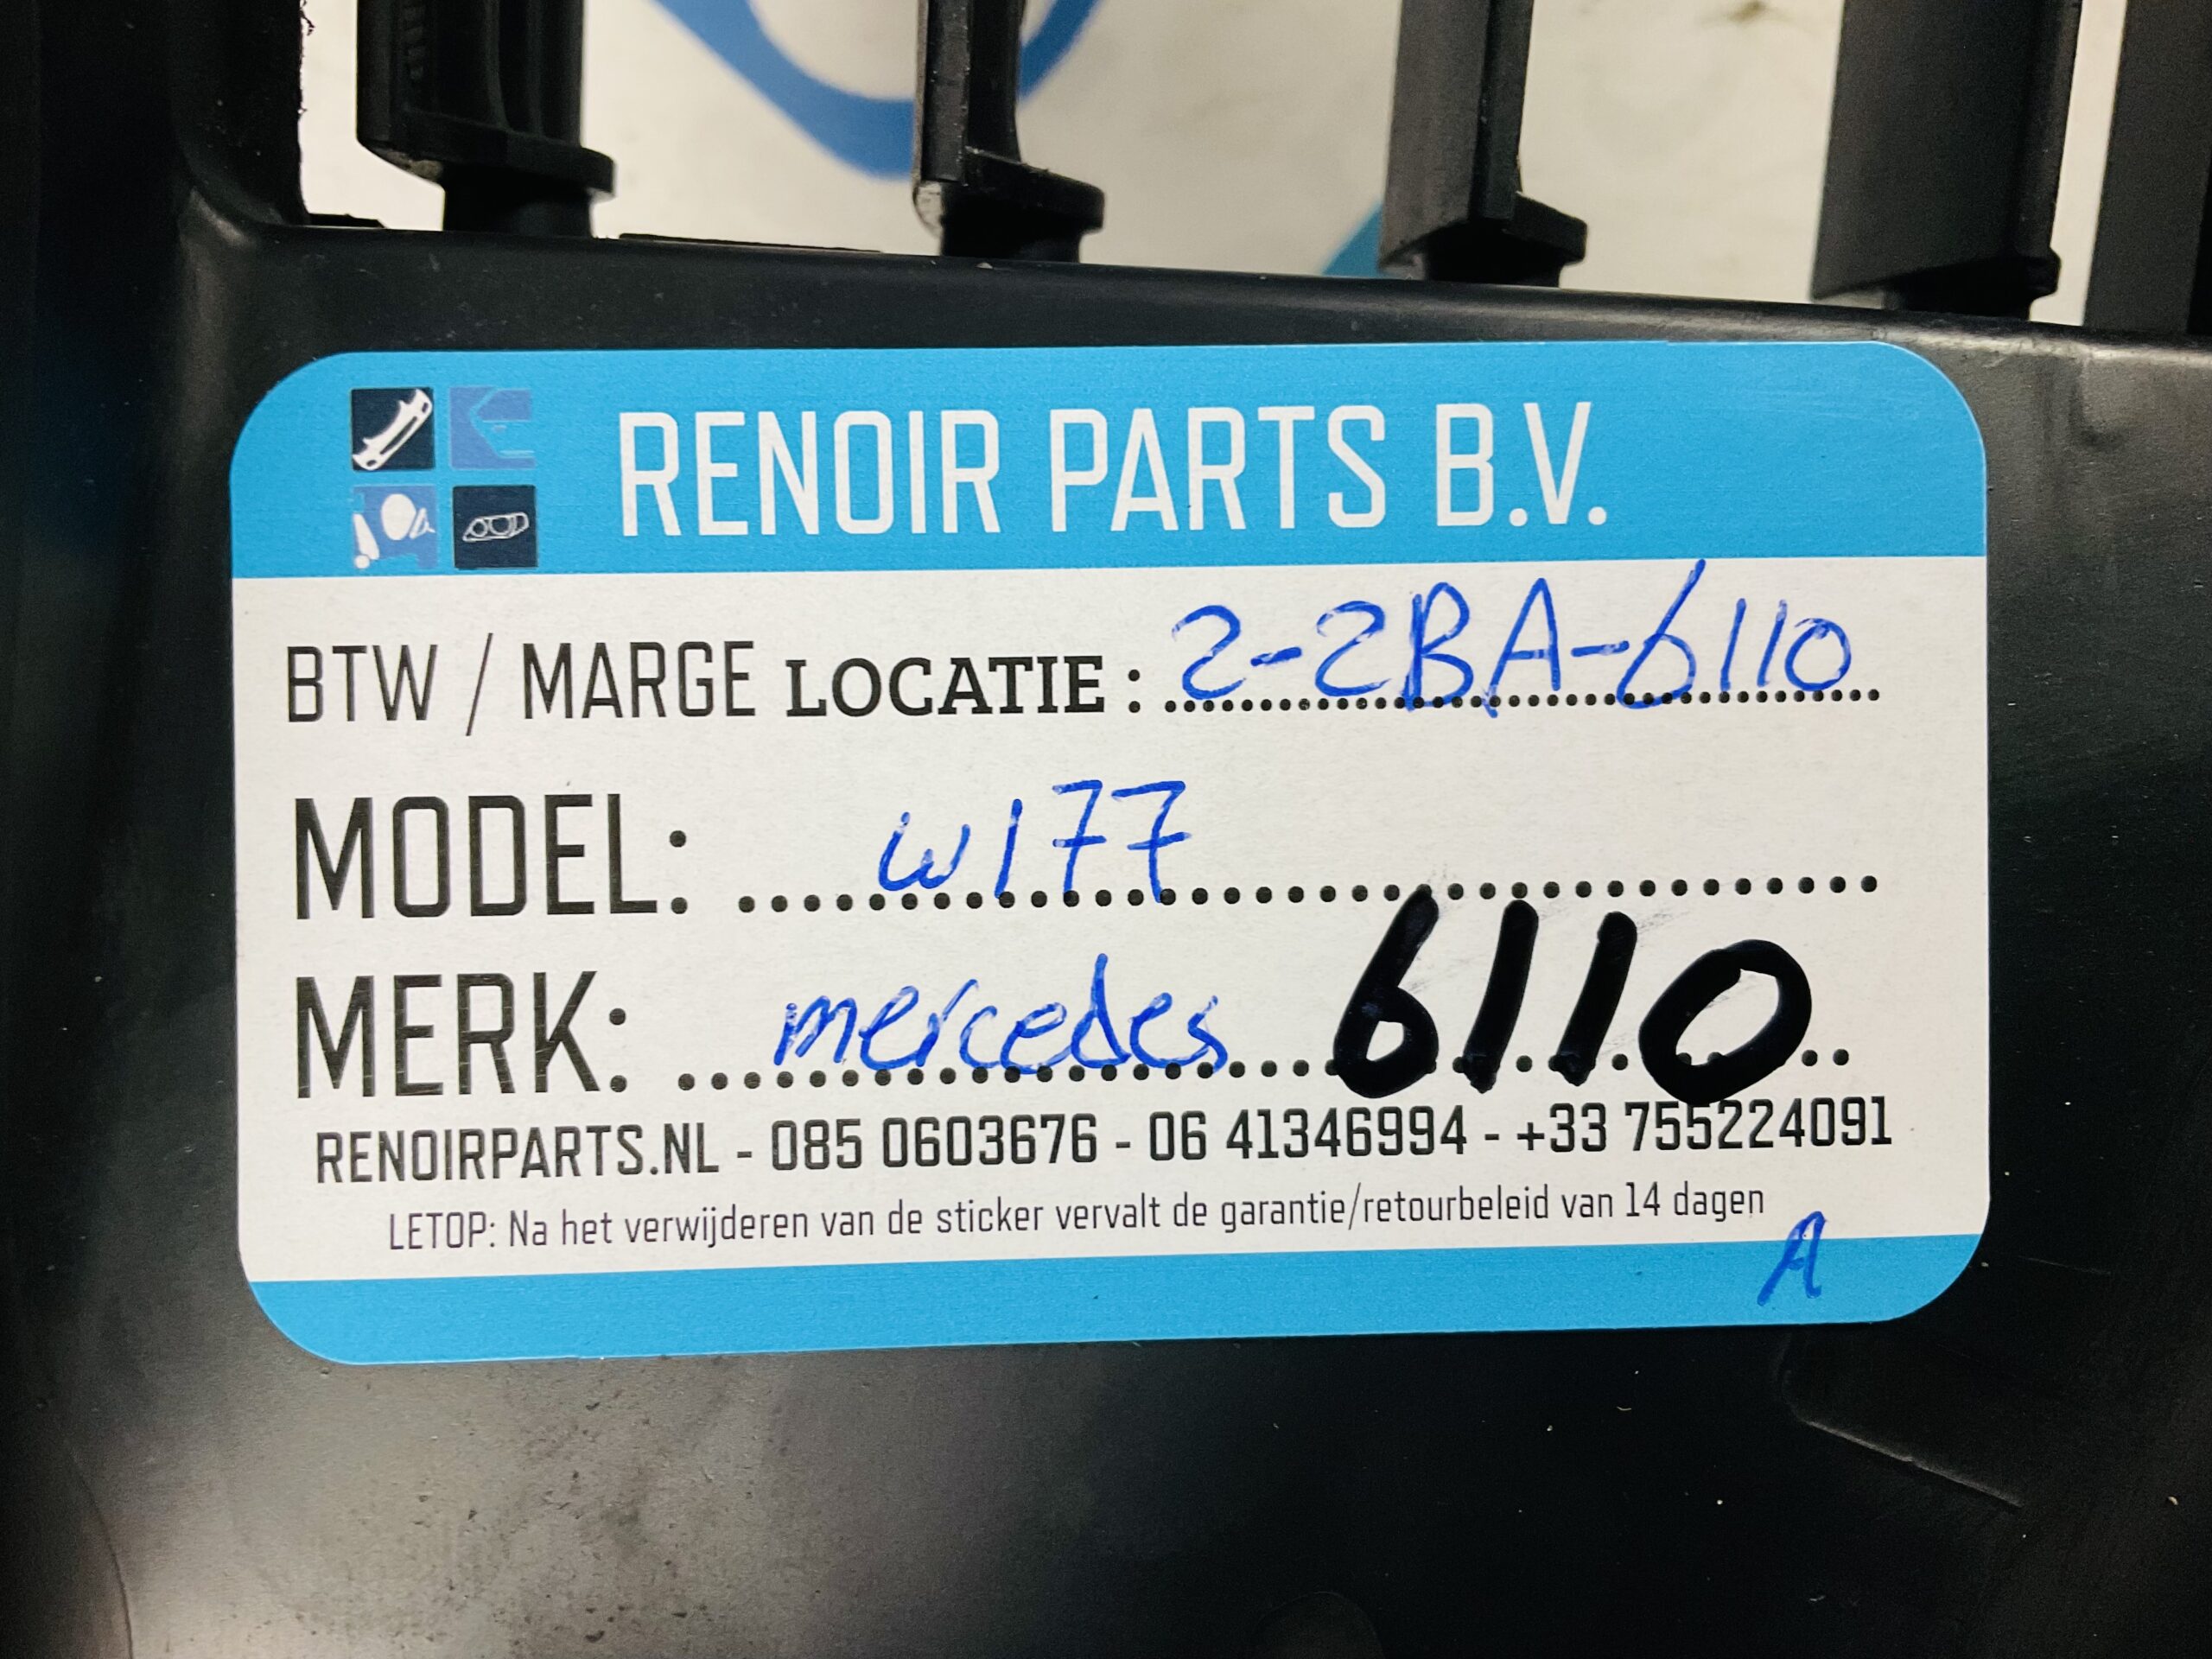 RENOIR PARTS B.V.
BTW / MARGE LOCATIE : 2-2BA-6110
MODEL: W177
MERK: mercedes 6110
RENOIRPARTS.NL - 085 0603676 - 06 41346994 - +33 755224091
LETOP: Na het verwijderen van de sticker vervalt de garantie/retourbeleid van 14 dagen
A